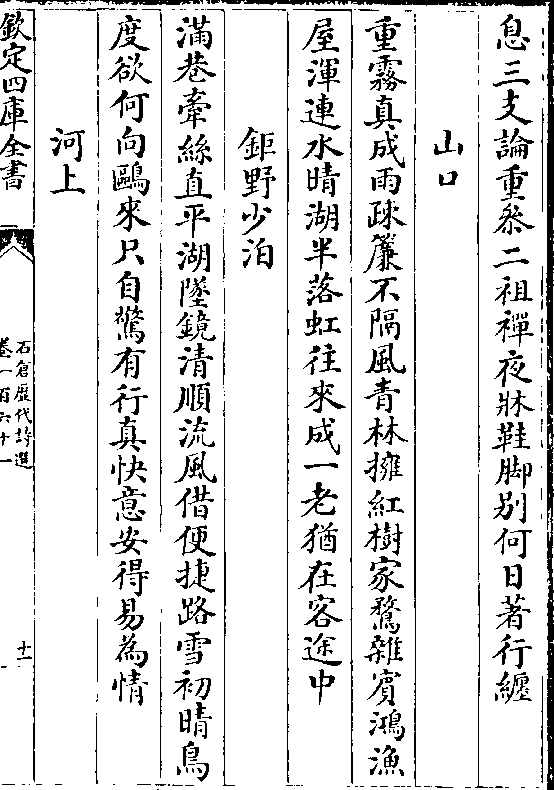 息三支論重叅二祖禪夜牀鞋脚别何日著行纒
山口
重霧真成雨疎簾不隔風青林擁紅樹家鶩雜賓鴻漁
屋渾連水晴湖半落虹往來成一老猶在客途中
鉅野少泊
滿巷牽絲直平湖墜鏡清順流風借便捷路雪初晴鳥
度欲何向鷗來只自驚有行真快意安得易為情
河上
欽定四庫全書
石倉歷代詩選
卷一百六十一
十一